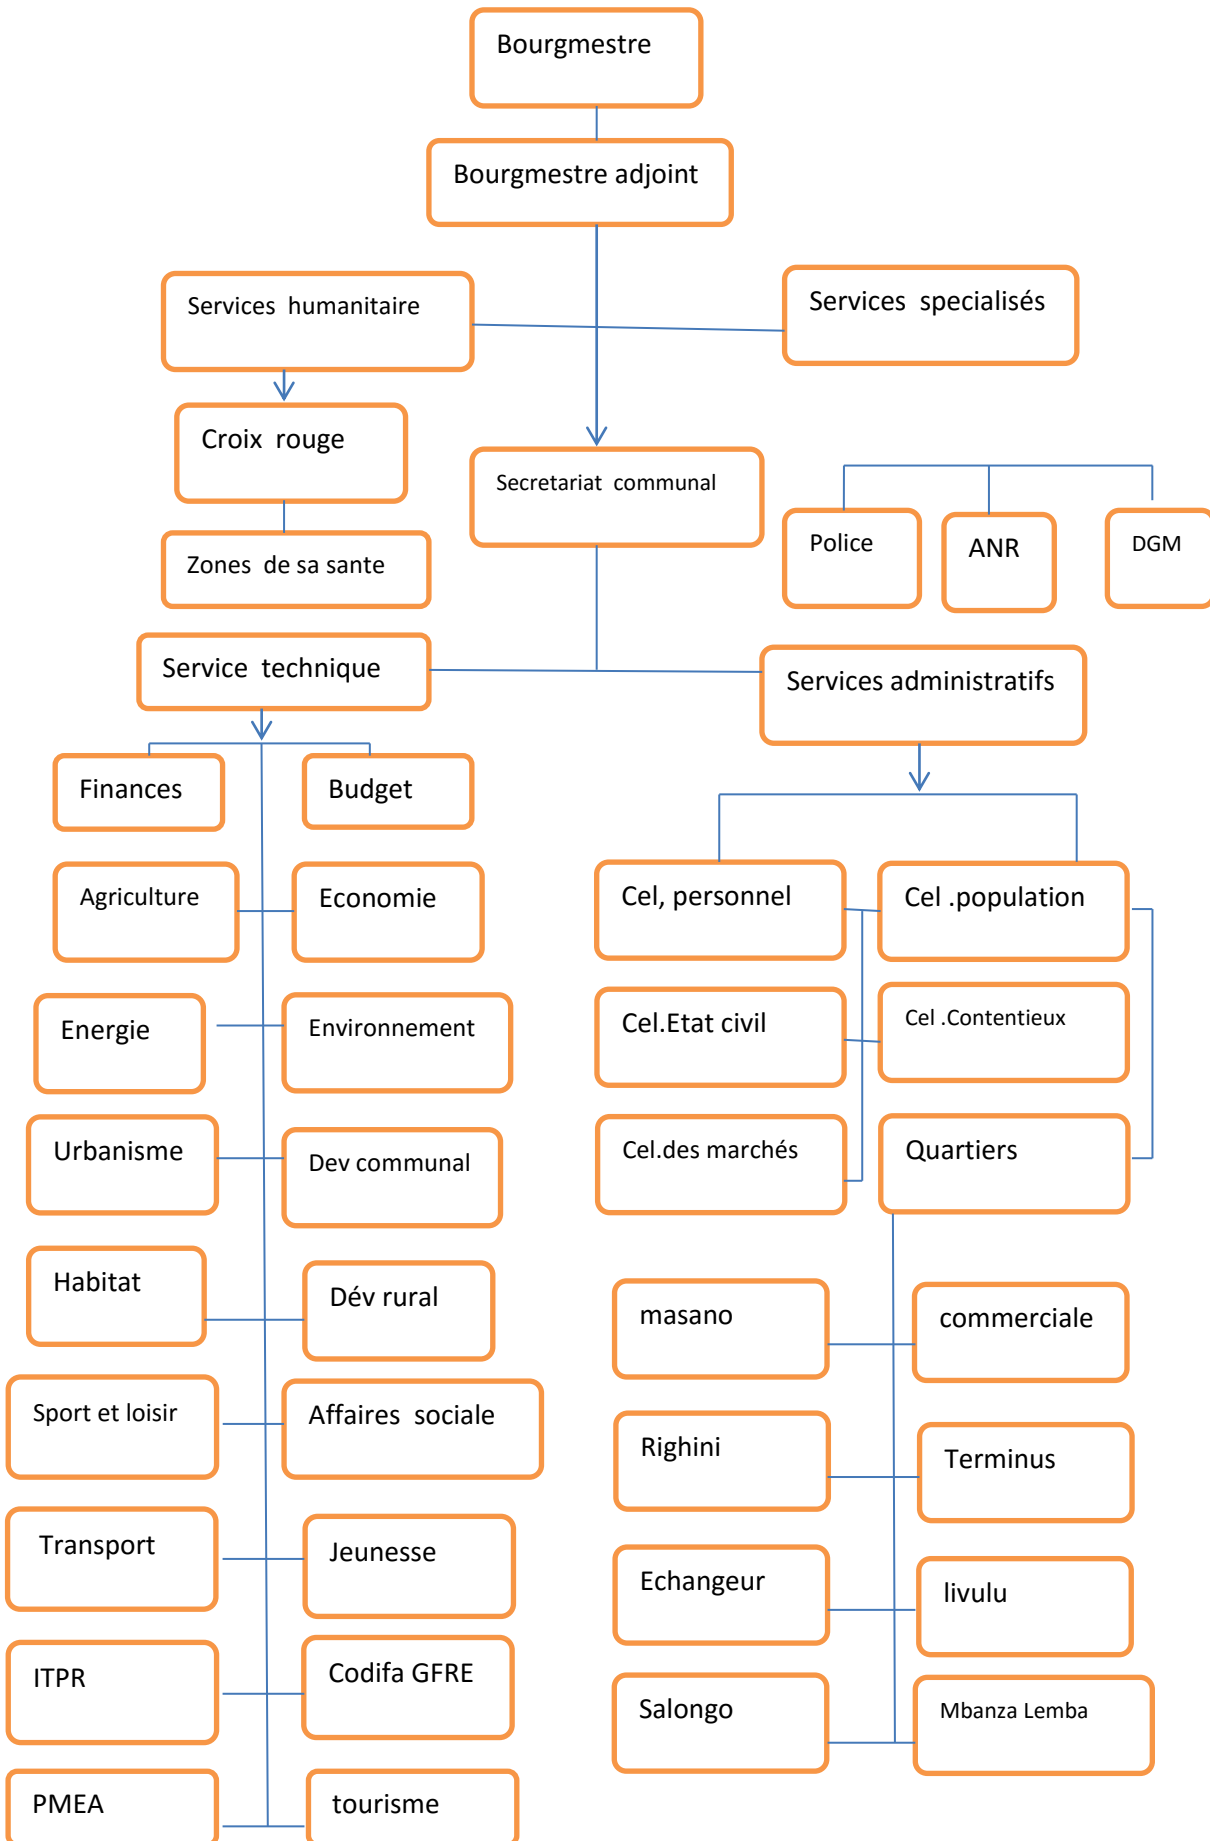 Bourgmestre
Bourgmestre adjoint
Services  humanitaire
Services  specialisés
Croix  rouge
Secretariat  communal
Police
ANR
DGM
Zones  de sa sante
Service  technique
Services administratifs
Finances
Budget
Agriculture
Economie
Cel, personnel
Cel .population
Energie
Environnement
Cel.Etat civil
Cel .Contentieux
Urbanisme
Dev communal
Cel.des marchés
Quartiers
Habitat
Dév rural
masano
commerciale
Sport et loisir
Affaires  sociale
Righini
Terminus
Transport
Jeunesse
Echangeur
livulu
ITPR
Codifa GFRE
Salongo
Mbanza Lemba
PMEA
tourisme